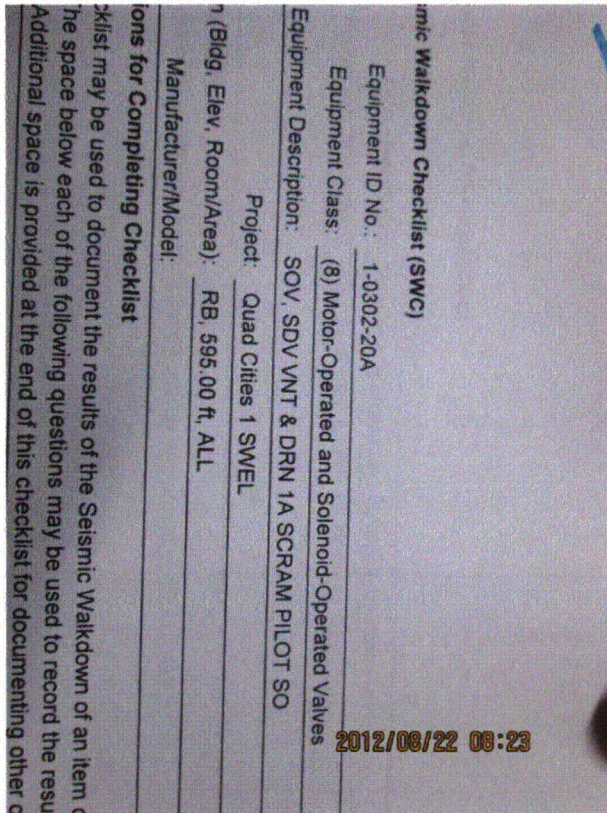 mic Walkdown Checklist (SWC)
Equipment ID No.: 1-0302-20A
Equipment Class: (8) Motor-Operated and Solenoid-Operated Valves
Equipment Description: SOV, SDV VNT & DRN 1A SCRAM PILOT SO
Project: Quad Cities 1 SWEL
n (Bldg, Elev, Room/Area): RB, 595.00 ft, ALL
Manufacturer/Model:
ions for Completing Checklist
cklist may be used to document the results of the Seismic Walkdown of an item
he space below each of the following questions may be used to record the resu
Additional space is provided at the end of this checklist for documenting other
2012/08/22 08:23